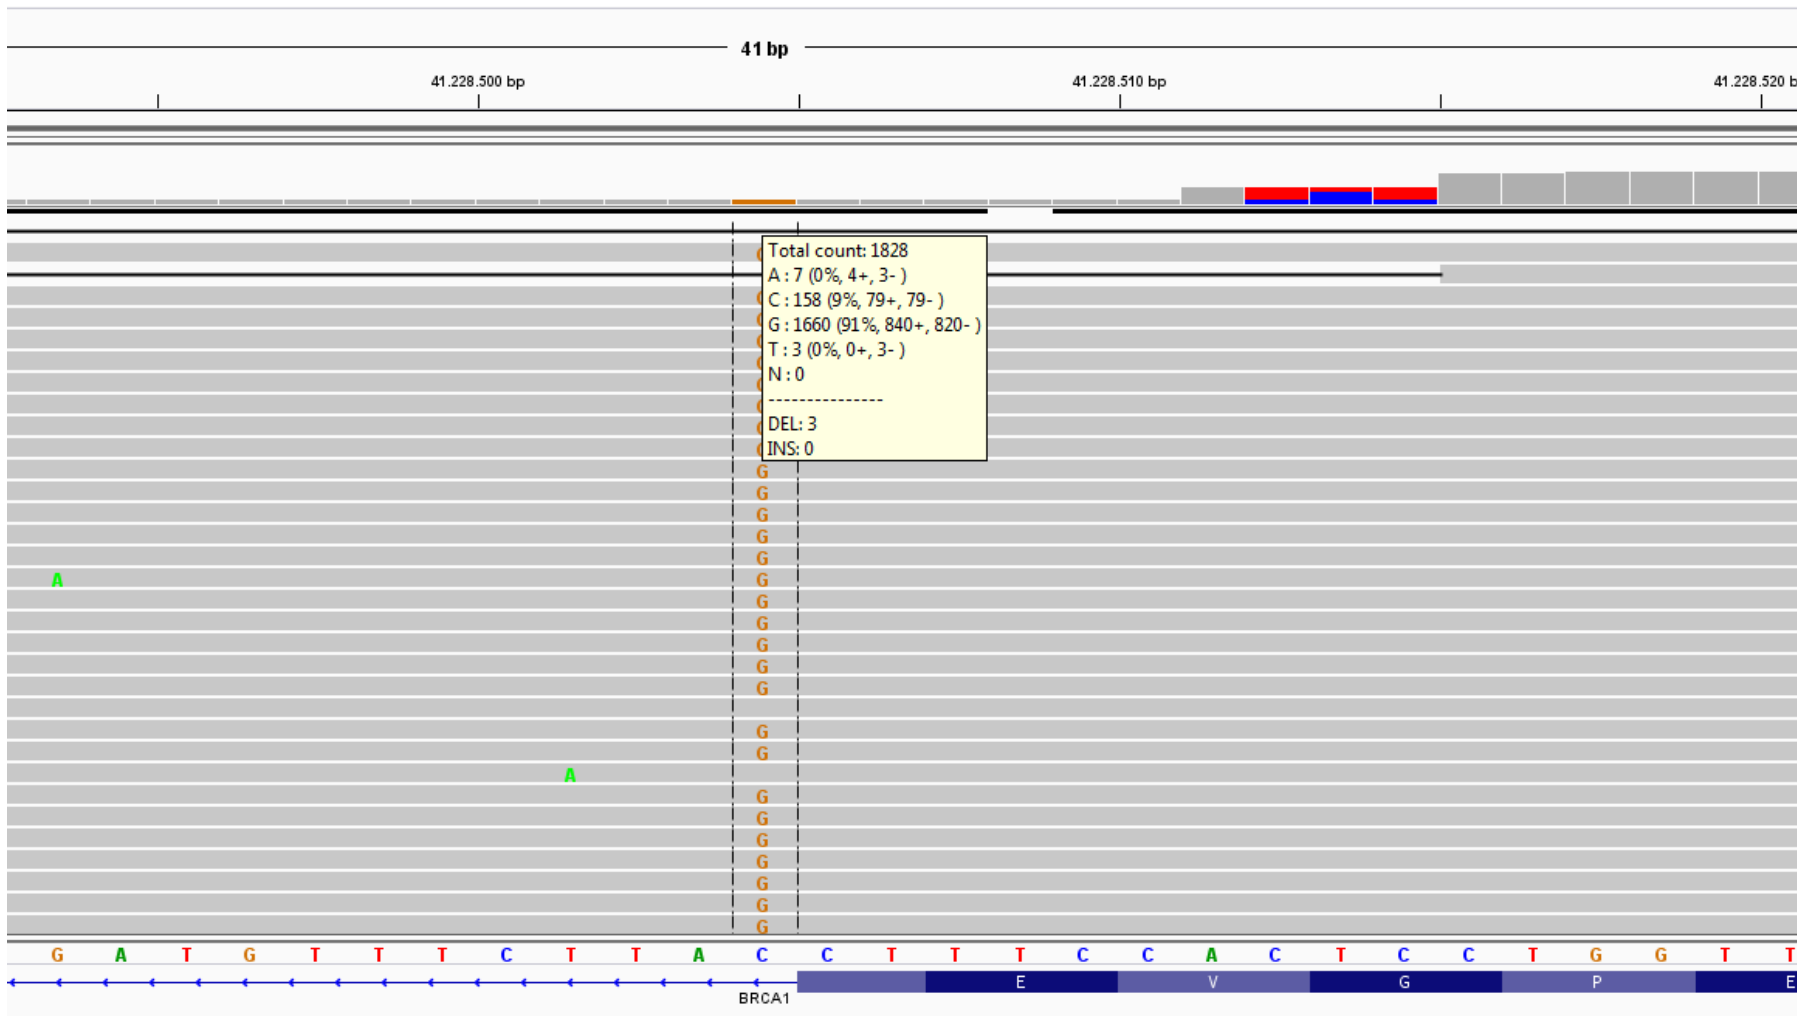 41 bp
41.228.500 bp 41.228.510 bp 41.228.520 b
Total count: 1828
A : 7 (0%, 4+, 3- )
C : 158 (9%, 79+, 79- )
G : 1660 (91%, 840+, 820- )
T : 3 (0%, 0+, 3- )
N : 0
---------------
DEL: 3
INS: 0
G
G
G
G
G
A G
G
G
G
G
G
G
G
A
G
G
G
G
G
G
G
G A T G T T T C T T A C C T T T C C A C T C C T G G T T
E V G P E
BRCA1